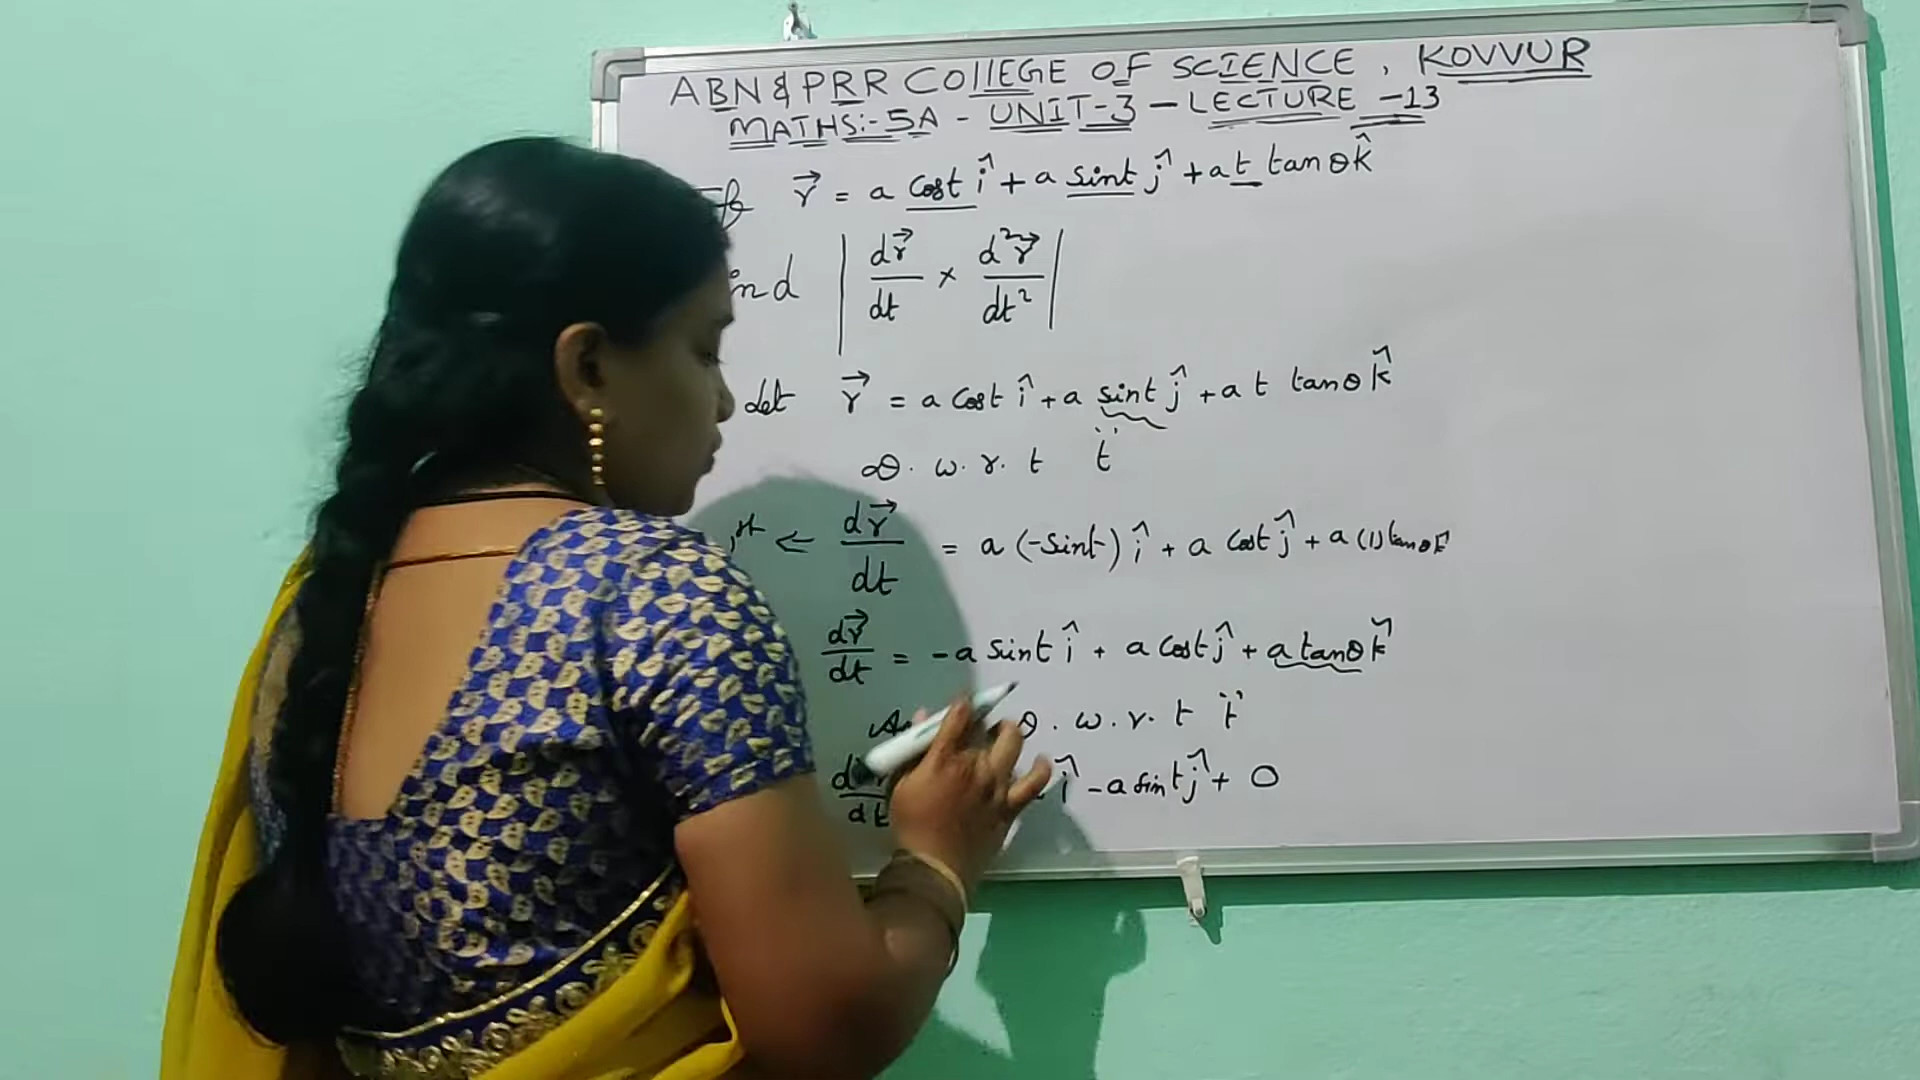 ABN & PRR COllEGE OF SCIENCE, KOVVUR
MATHS:-5A - UNIT-3 - LECTURE -13
If r⃗ = a cost î + a sint ĵ + a t tanθ k̂
| dr⃗/dt × d²r⃗/dt² |
Let r⃗ = a cost î + a sint ĵ + a t tanθ k̂
D. w. r. t "t
dr⃗/dt = a (-sint) î + a cost ĵ + a (1) tanθ k̂
dr⃗/dt = -a sint î + a cost ĵ + a tanθ k̂
. w. r. t "t
î - a sint ĵ + 0